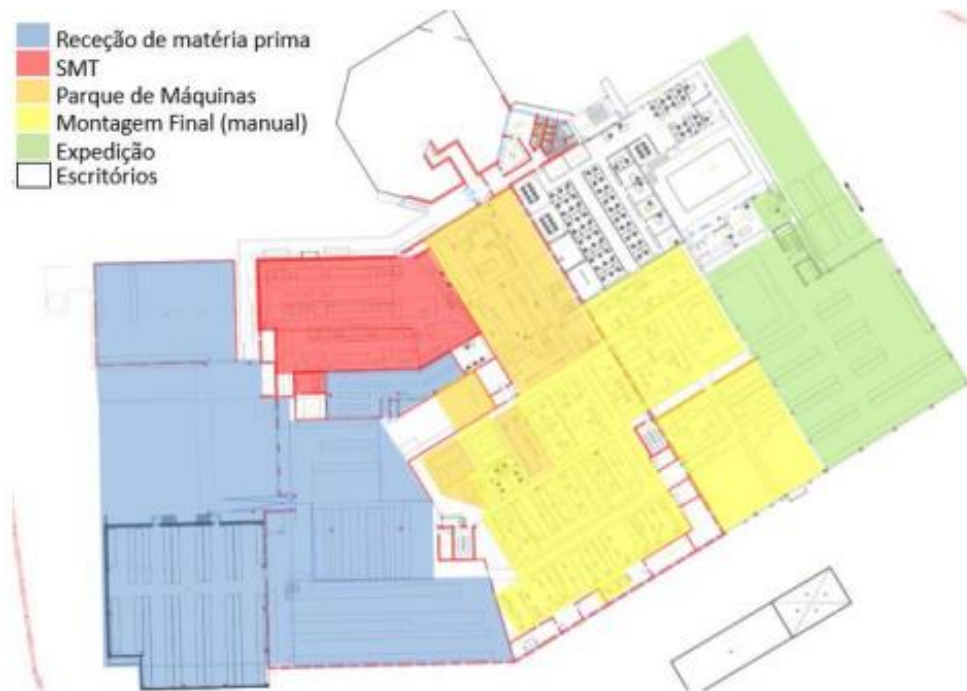 Receção de matéria prima
SMT
Parque de Máquinas
Montagem Final (manual)
Expedição
Escritórios